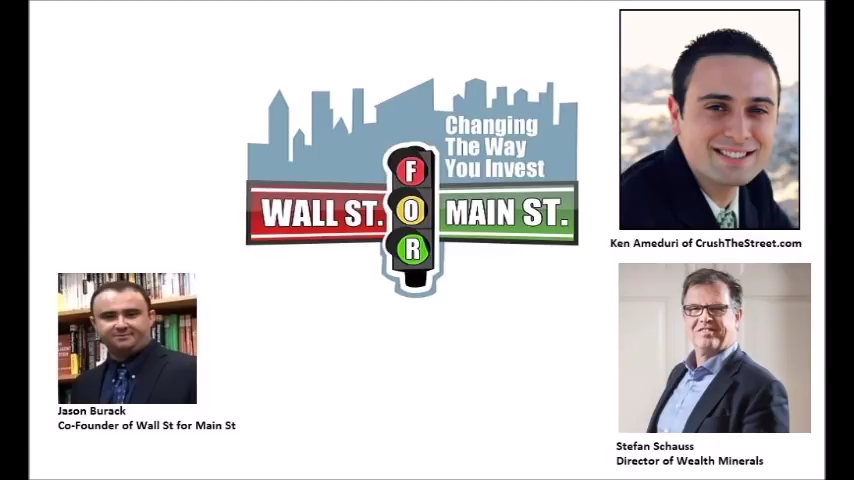 Changing
The Way
You Invest
WALL ST. FOR MAIN ST.
Ken Ameduri of CrushTheStreet.com
Jason Burack
Co-Founder of Wall St for Main St
Stefan Schauss
Director of Wealth Minerals